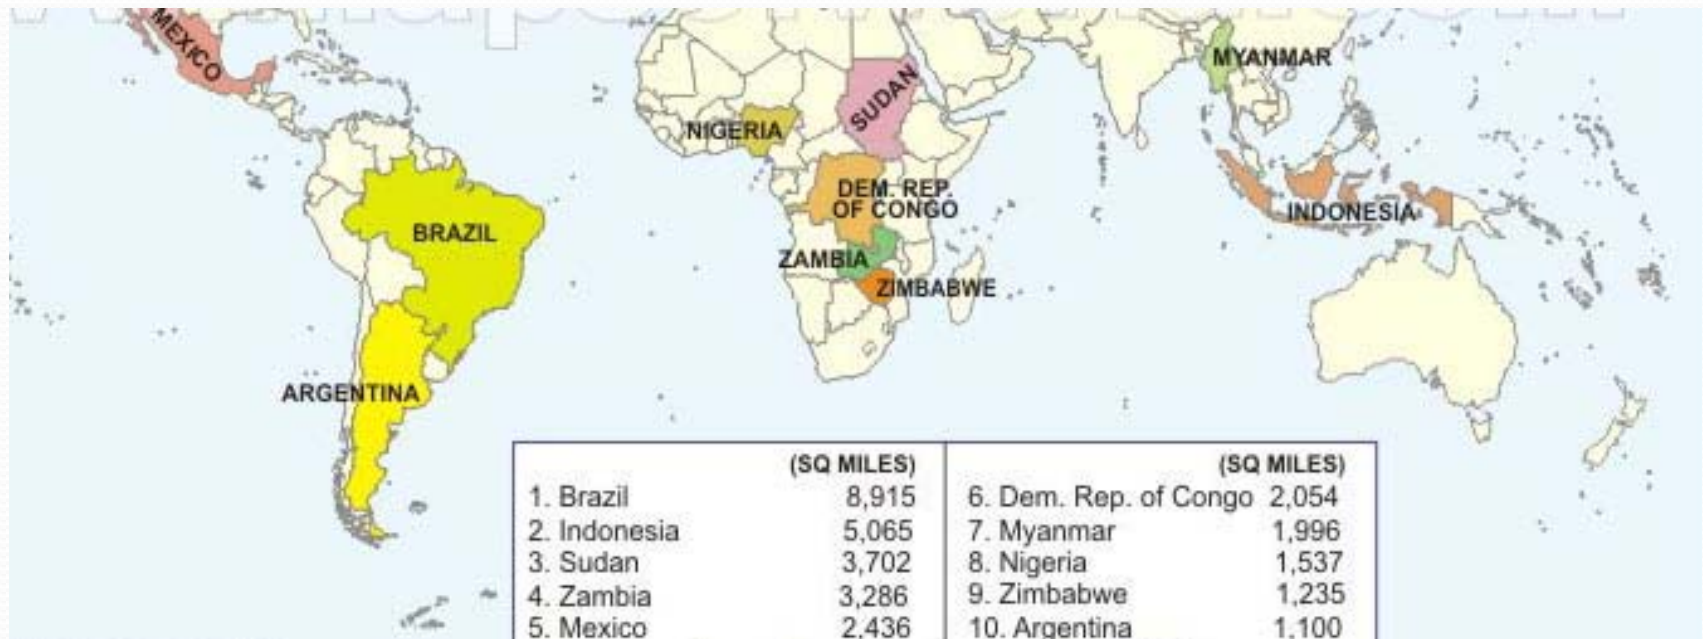 MEXICO
MYANMAR
SUDAN
NIGERIA
DEM. REP.
OF CONGO
INDONESIA
BRAZIL
ZAMBIA
ZIMBABWE
ARGENTINA
(SQ MILES)
1. Brazil 8,915
2. Indonesia 5,065
3. Sudan 3,702
4. Zambia 3,286
5. Mexico 2,436
(SQ MILES)
6. Dem. Rep. of Congo 2,054
7. Myanmar 1,996
8. Nigeria 1,537
9. Zimbabwe 1,235
10. Argentina 1,100